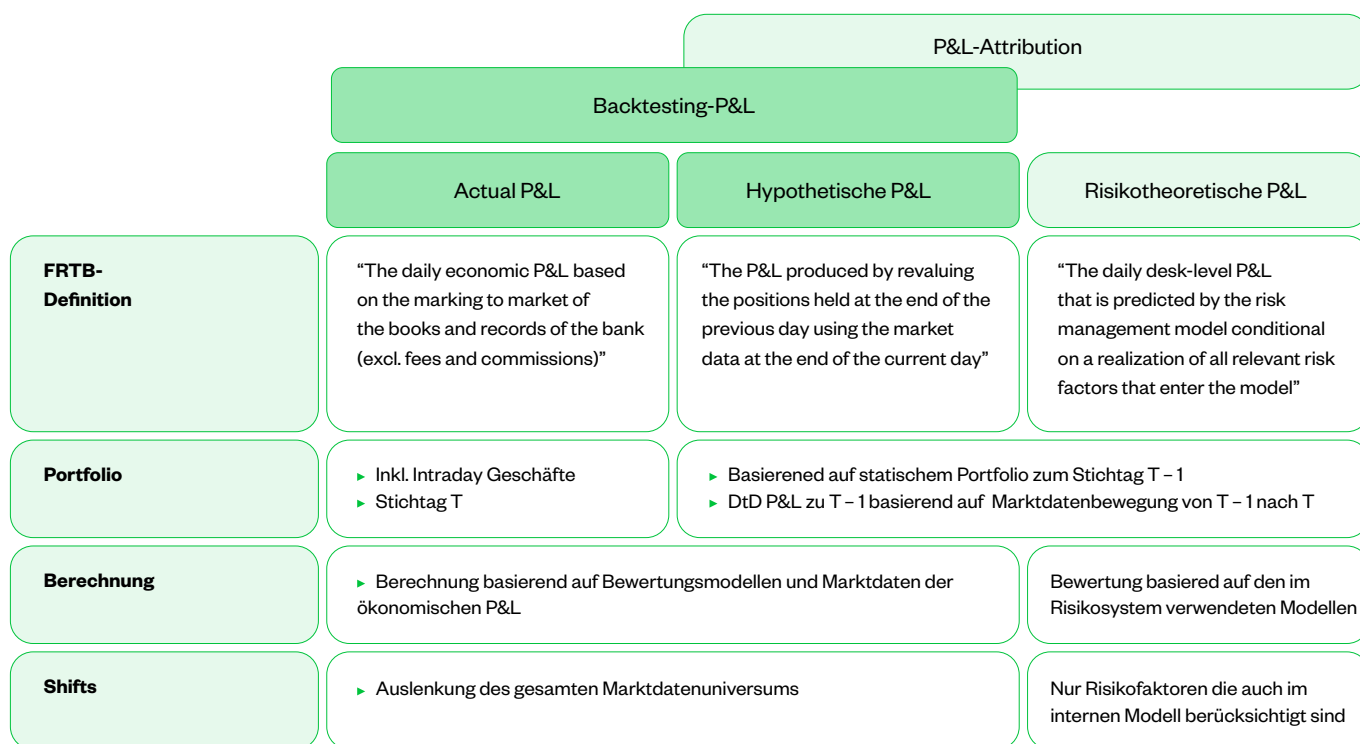 P&L-Attribution
Backtesting-P&L
Actual P&L
Hypothetische P&L
Risikotheoretische P&L
FRTB-
Definition
“The daily economic P&L based
on the marking to market of
the books and records of the bank
(excl. fees and commissions)”
“The P&L produced by revaluing
the positions held at the end of the
previous day using the market
data at the end of the current day”
“The daily desk-level P&L
that is predicted by the risk
management model conditional
on a realization of all relevant risk
factors that enter the model”
Portfolio
▸ Inkl. Intraday Geschäfte
▸ Stichtag T
▸ Basierened auf statischem Portfolio zum Stichtag T – 1
▸ DtD P&L zu T – 1 basierend auf Marktdatenbewegung von T – 1 nach T
Berechnung
▸ Berechnung basierend auf Bewertungsmodellen und Marktdaten der
ökonomischen P&L
Bewertung basiered auf den im
Risikosystem verwendeten Modellen
Shifts
▸ Auslenkung des gesamten Marktdatenuniversums
Nur Risikofaktoren die auch im
internen Modell berücksichtigt sind